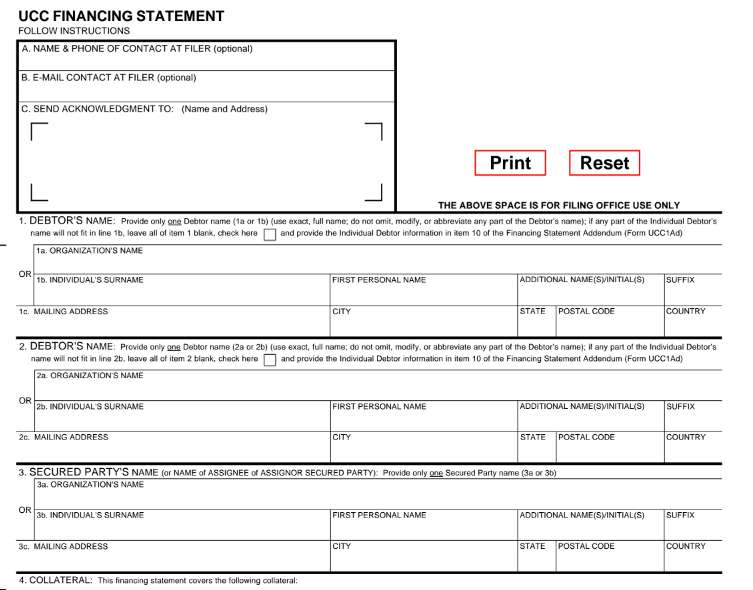 UCC FINANCING STATEMENT
FOLLOW INSTRUCTIONS
A. NAME & PHONE OF CONTACT AT FILER (optional)
B. E-MAIL CONTACT AT FILER (optional)
C. SEND ACKNOWLEDGMENT TO: (Name and Address)
Print Reset
THE ABOVE SPACE IS FOR FILING OFFICE USE ONLY
1. DEBTOR'S NAME: Provide only one Debtor name (1a or 1b) (use exact, full name; do not omit, modify, or abbreviate any part of the Debtor's name); if any part of the Individual Debtor's
name will not fit in line 1b, leave all of item 1 blank, check here and provide the Individual Debtor information in item 10 of the Financing Statement Addendum (Form UCC1Ad)
1a. ORGANIZATION'S NAME
OR
1b. INDIVIDUAL'S SURNAME FIRST PERSONAL NAME ADDITIONAL NAME(S)/INITIAL(S) SUFFIX
1c. MAILING ADDRESS CITY STATE POSTAL CODE COUNTRY
2. DEBTOR'S NAME: Provide only one Debtor name (2a or 2b) (use exact, full name; do not omit, modify, or abbreviate any part of the Debtor's name); if any part of the Individual Debtor's
name will not fit in line 2b, leave all of item 2 blank, check here and provide the Individual Debtor information in item 10 of the Financing Statement Addendum (Form UCC1Ad)
2a. ORGANIZATION'S NAME
OR
2b. INDIVIDUAL'S SURNAME FIRST PERSONAL NAME ADDITIONAL NAME(S)/INITIAL(S) SUFFIX
2c. MAILING ADDRESS CITY STATE POSTAL CODE COUNTRY
3. SECURED PARTY'S NAME (or NAME of ASSIGNEE of ASSIGNOR SECURED PARTY): Provide only one Secured Party name (3a or 3b)
3a. ORGANIZATION'S NAME
OR
3b. INDIVIDUAL'S SURNAME FIRST PERSONAL NAME ADDITIONAL NAME(S)/INITIAL(S) SUFFIX
3c. MAILING ADDRESS CITY STATE POSTAL CODE COUNTRY
4. COLLATERAL: This financing statement covers the following collateral: